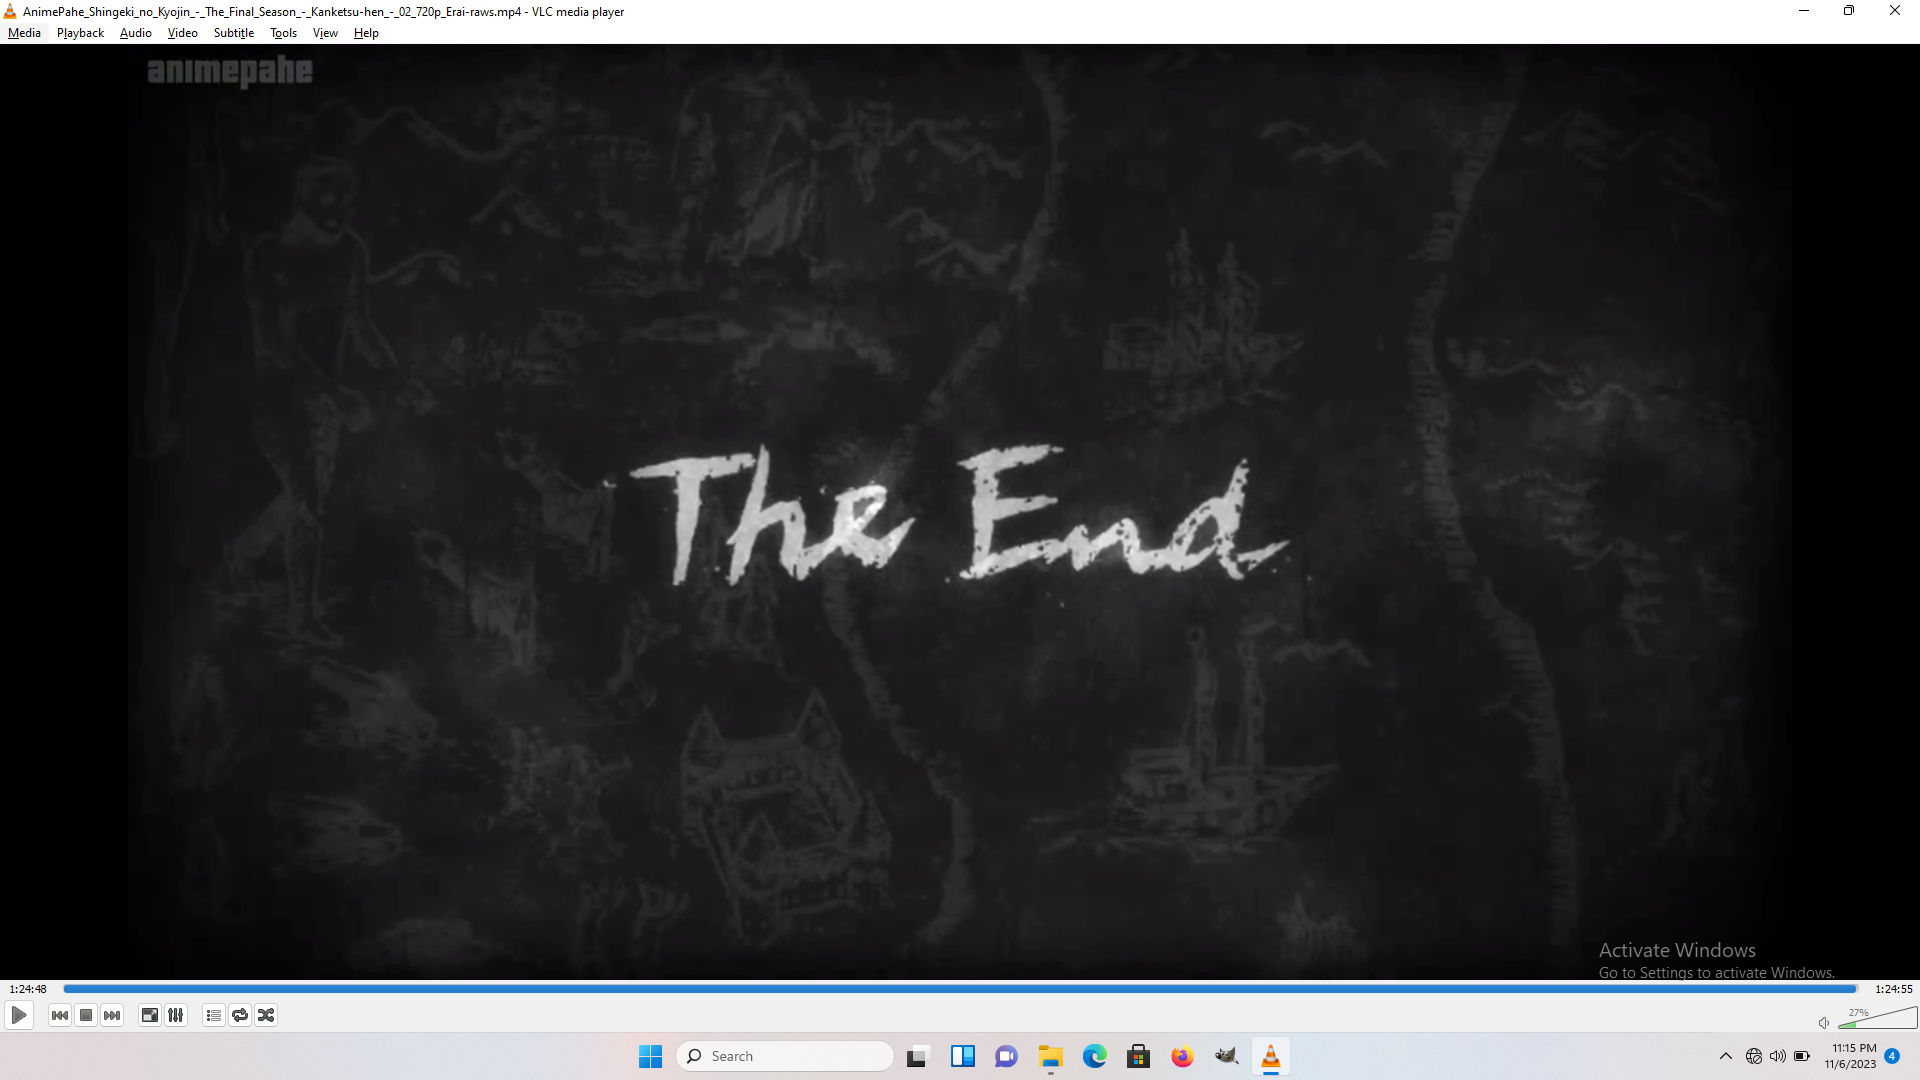 AnimePahe_Shingeki_no_Kyojin_-_The_Final_Season_-_Kanketsu-hen_-_02_720p_Erai-raws.mp4 - VLC media player
Media Playback Audio Video Subtitle Tools View Help
animepahe
The End
Activate Windows
Go to Settings to activate Windows.
1:24:48 1:24:55
27%
Search
11:15 PM
11/6/2023
4